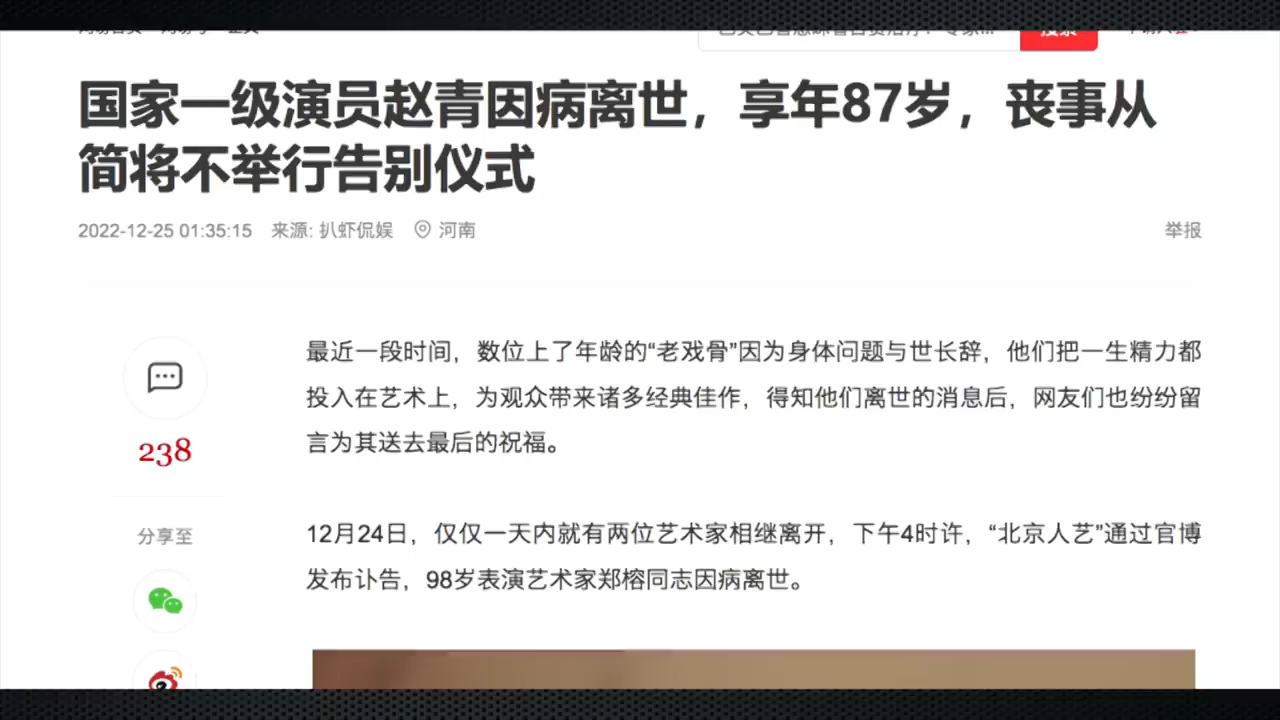 国家一级演员赵青因病离世，享年87岁，丧事从
简将不举行告别仪式
2022-12-25 01:35:15 来源: 扒虾侃娱 河南
举报
最近一段时间，数位上了年龄的“老戏骨”因为身体问题与世长辞，他们把一生精力都
投入在艺术上，为观众带来诸多经典佳作，得知他们离世的消息后，网友们也纷纷留
言为其送去最后的祝福。
238
分享至
12月24日，仅仅一天内就有两位艺术家相继离开，下午4时许，“北京人艺”通过官博
发布讣告，98岁表演艺术家郑榕同志因病离世。